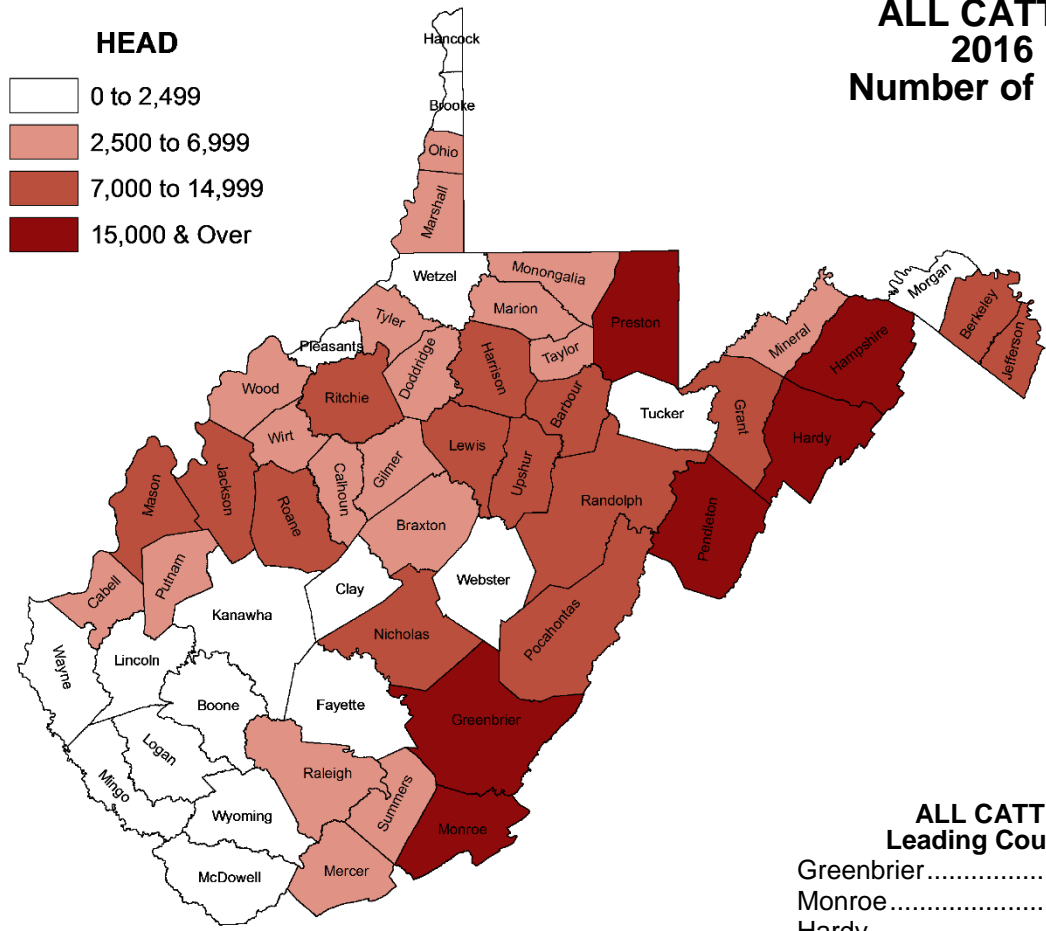 ALL CATT
2016
Number of
HEAD
0 to 2,499
2,500 to 6,999
7,000 to 14,999
15,000 & Over
Hancock
Brooke
Ohio
Marshall
Wetzel
Monongalia
Marion
Preston
Morgan
Berkeley
Jefferson
Hampshire
Mineral
Tyler
Pleasants
Doddridge
Harrison
Taylor
Wood
Ritchie
Barbour
Tucker
Grant
Hardy
Wirt
Calhoun
Gilmer
Lewis
Upshur
Mason
Jackson
Roane
Braxton
Randolph
Pendleton
Cabell
Putnam
Clay
Webster
Kanawha
Nicholas
Pocahontas
Wayne
Lincoln
Boone
Fayette
Greenbrier
Logan
Mingo
Raleigh
Summers
Wyoming
Monroe
McDowell
Mercer
ALL CATT
Leading Cou
Greenbrier................
Monroe.....................
Hardy